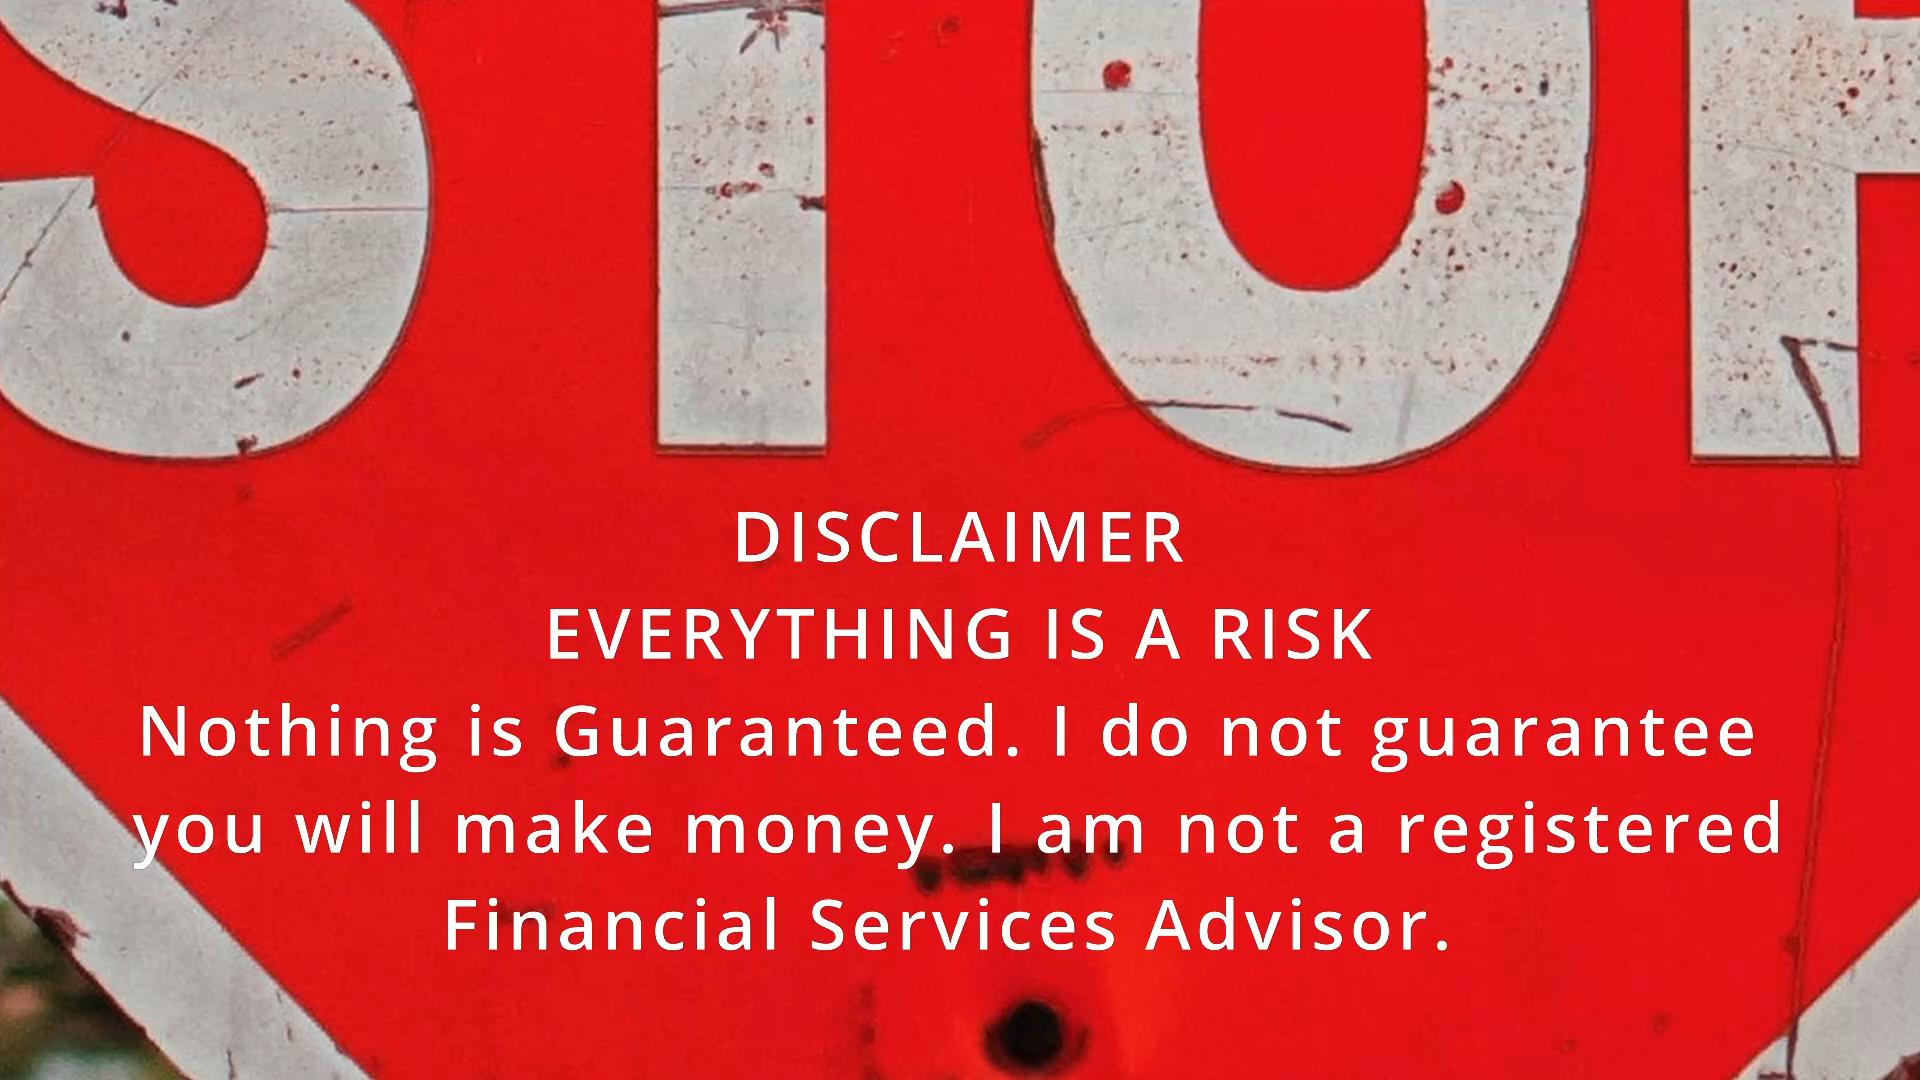 STOP
DISCLAIMER
EVERYTHING IS A RISK
Nothing is Guaranteed. I do not guarantee
you will make money. I am not a registered
Financial Services Advisor.